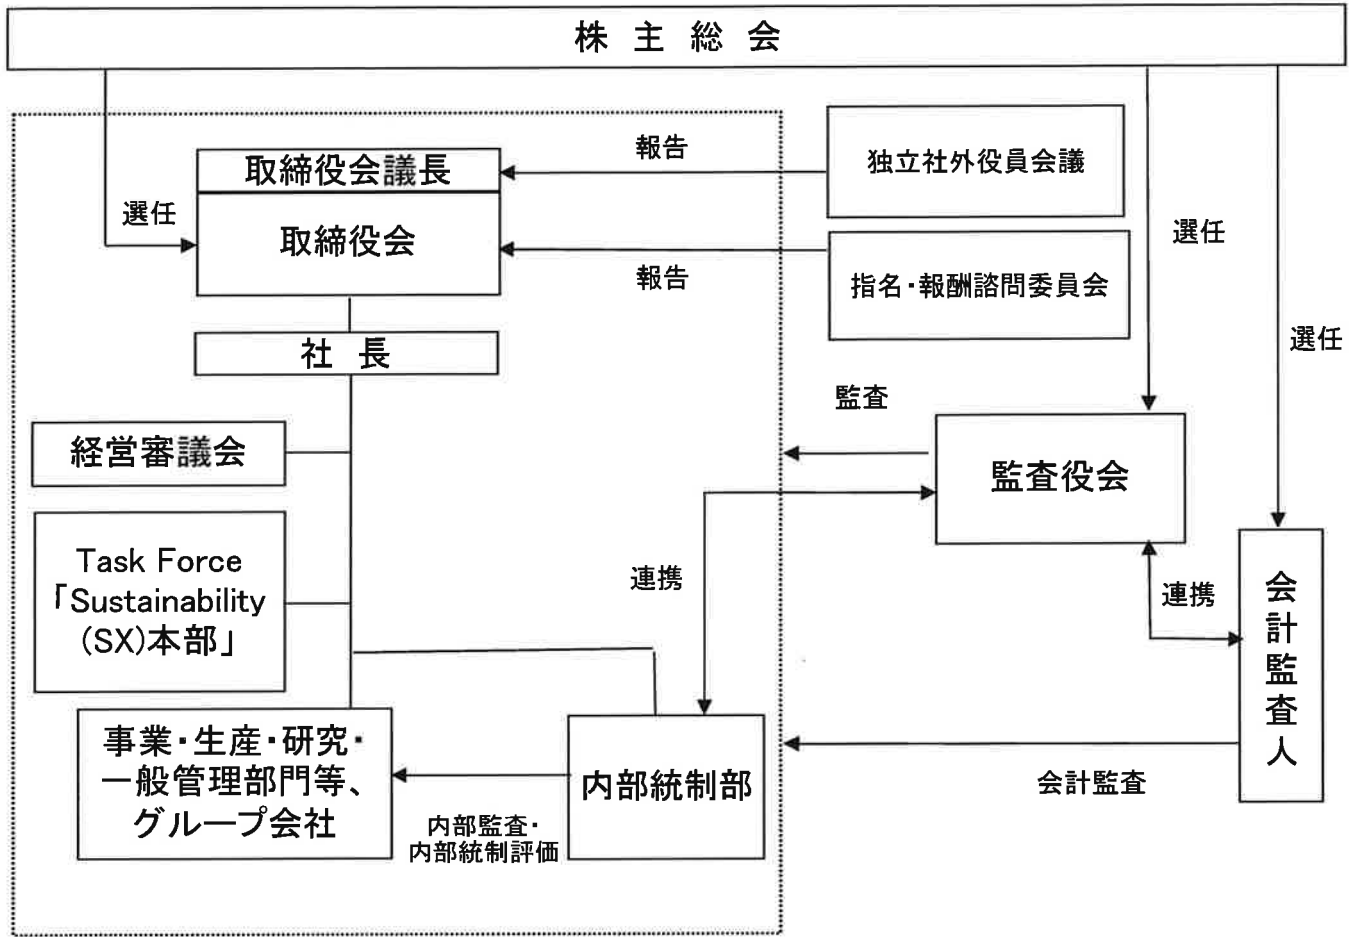 株主総会
取締役会議長
報告
独立社外役員会議
選任
取締役会
選任
報告
指名・報酬諮問委員会
社長
選任
監査
経営審議会
監査役会
Task Force
「Sustainability
(SX)本部」
連携
連携
会計監査人
事業・生産・研究・
一般管理部門等、
グループ会社
内部統制部
会計監査
内部監査・
内部統制評価